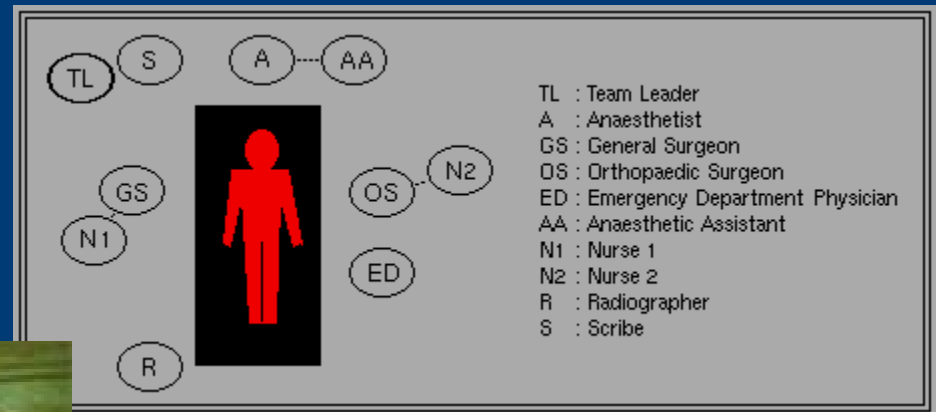 S
A
AA
TL
TL : Team Leader
A : Anaesthetist
GS : General Surgeon
OS : Orthopaedic Surgeon
ED : Emergency Department Physician
AA : Anaesthetic Assistant
N1 : Nurse 1
N2 : Nurse 2
R : Radiographer
S : Scribe
N2
GS
OS
N1
ED
R